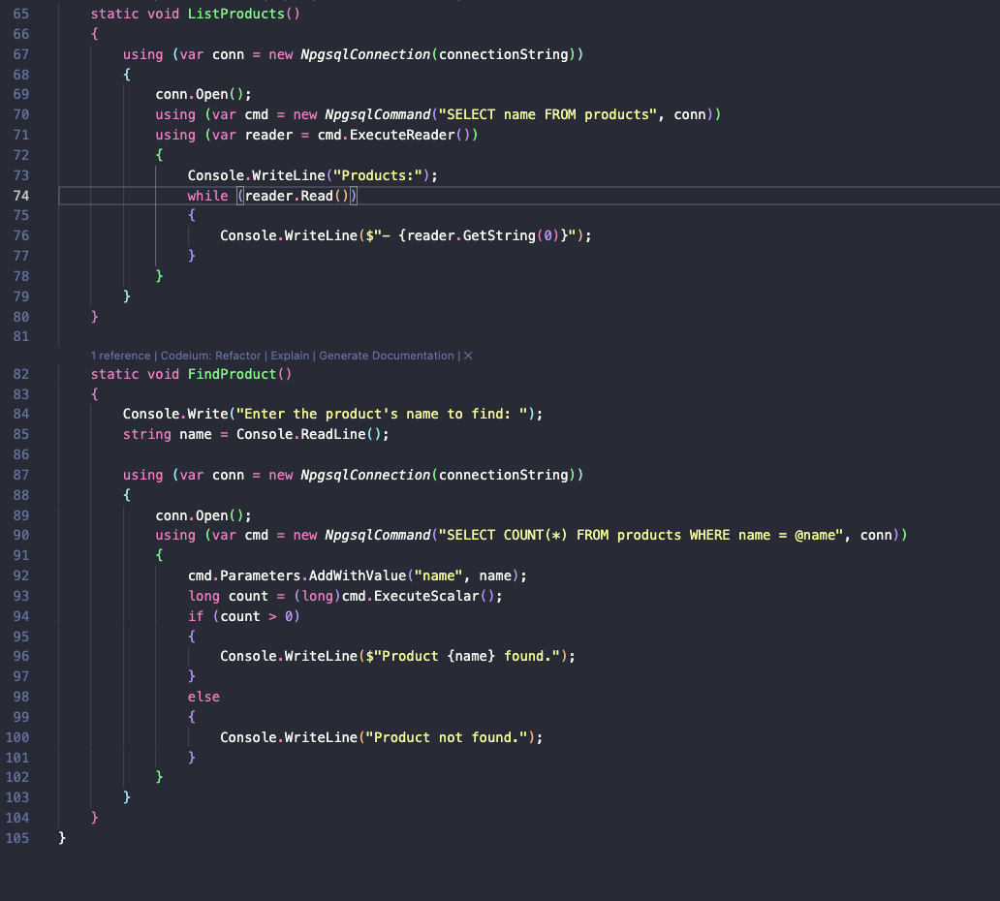 65 static void ListProducts()
66 {
67 using (var conn = new NpgsqlConnection(connectionString))
68 {
69 conn.Open();
70 using (var cmd = new NpgsqlCommand("SELECT name FROM products", conn))
71 using (var reader = cmd.ExecuteReader())
72 {
73 Console.WriteLine("Products:");
74 while (reader.Read())
75 {
76 Console.WriteLine($"- {reader.GetString(0)}");
77 }
78 }
79 }
80 }
81
1 reference | Codeium: Refactor | Explain | Generate Documentation | ×
82 static void FindProduct()
83 {
84 Console.Write("Enter the product's name to find: ");
85 string name = Console.ReadLine();
86
87 using (var conn = new NpgsqlConnection(connectionString))
88 {
89 conn.Open();
90 using (var cmd = new NpgsqlCommand("SELECT COUNT(*) FROM products WHERE name = @name", conn))
91 {
92 cmd.Parameters.AddWithValue("name", name);
93 long count = (long)cmd.ExecuteScalar();
94 if (count > 0)
95 {
96 Console.WriteLine($"Product {name} found.");
97 }
98 else
99 {
100 Console.WriteLine("Product not found.");
101 }
102 }
103 }
104 }
105 }